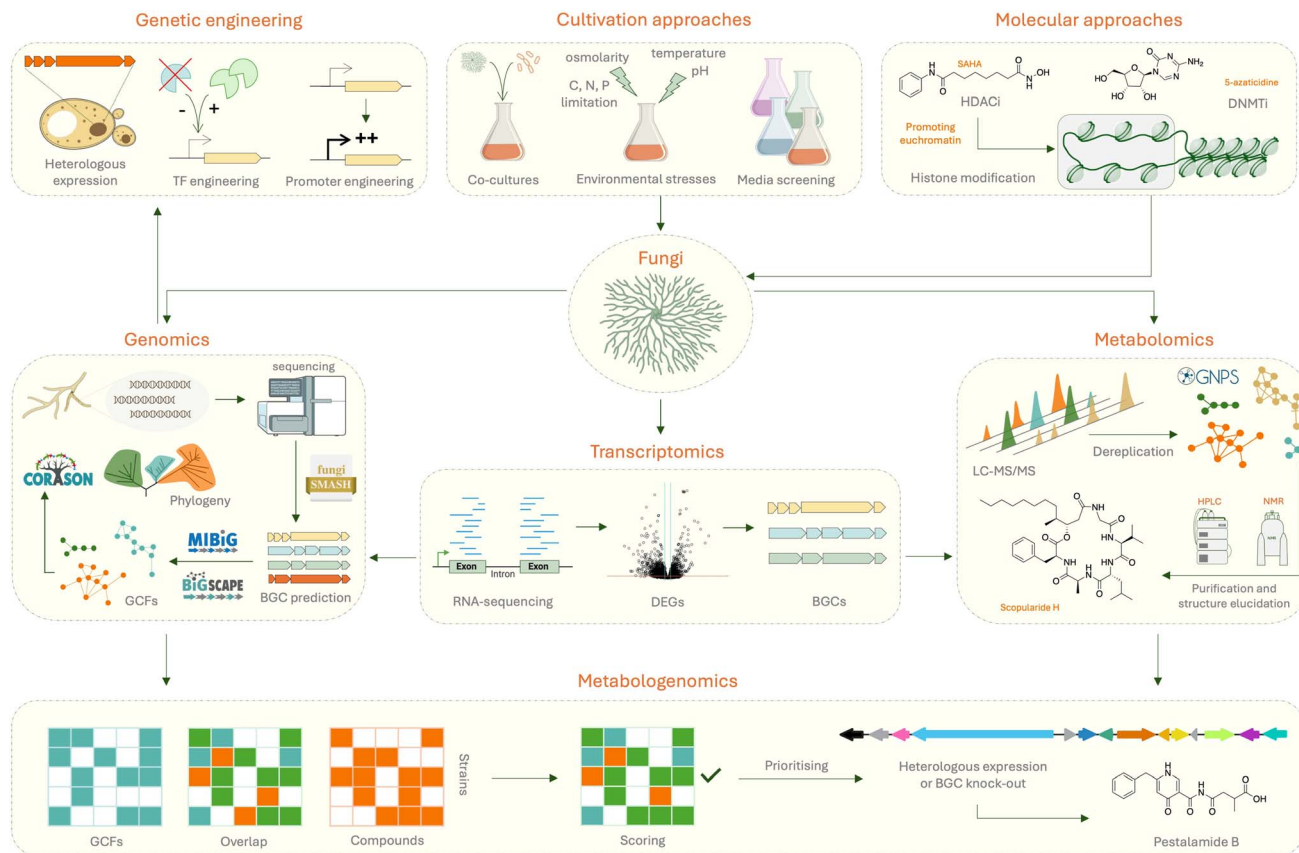 Genetic engineering
Cultivation approaches
Molecular approaches
Heterologous
expression
-
+
TF engineering
++
Promoter engineering
osmolarity
C, N, P
limitation
temperature
pH
Co-cultures
Environmental stresses
Media screening
SAHA
HDACi
5-azaticidine
DNMTi
Promoting
euchromatin
Histone modification
Fungi
Genomics
sequencing
CORASON
Phylogeny
fungi
SMASH
MIBiG
BiGSCAPE
GCFs
BGC prediction
Transcriptomics
Exon
Intron
Exon
RNA-sequencing
DEGs
BGCs
Metabolomics
GNPS
LC-MS/MS
Dereplication
HPLC
NMR
Scopularide H
Purification and
structure elucidation
Metabologenomics
GCFs
Overlap
Compounds
Strains
Scoring
Prioritising
Heterologous expression
or BGC knock-out
Pestalamide B